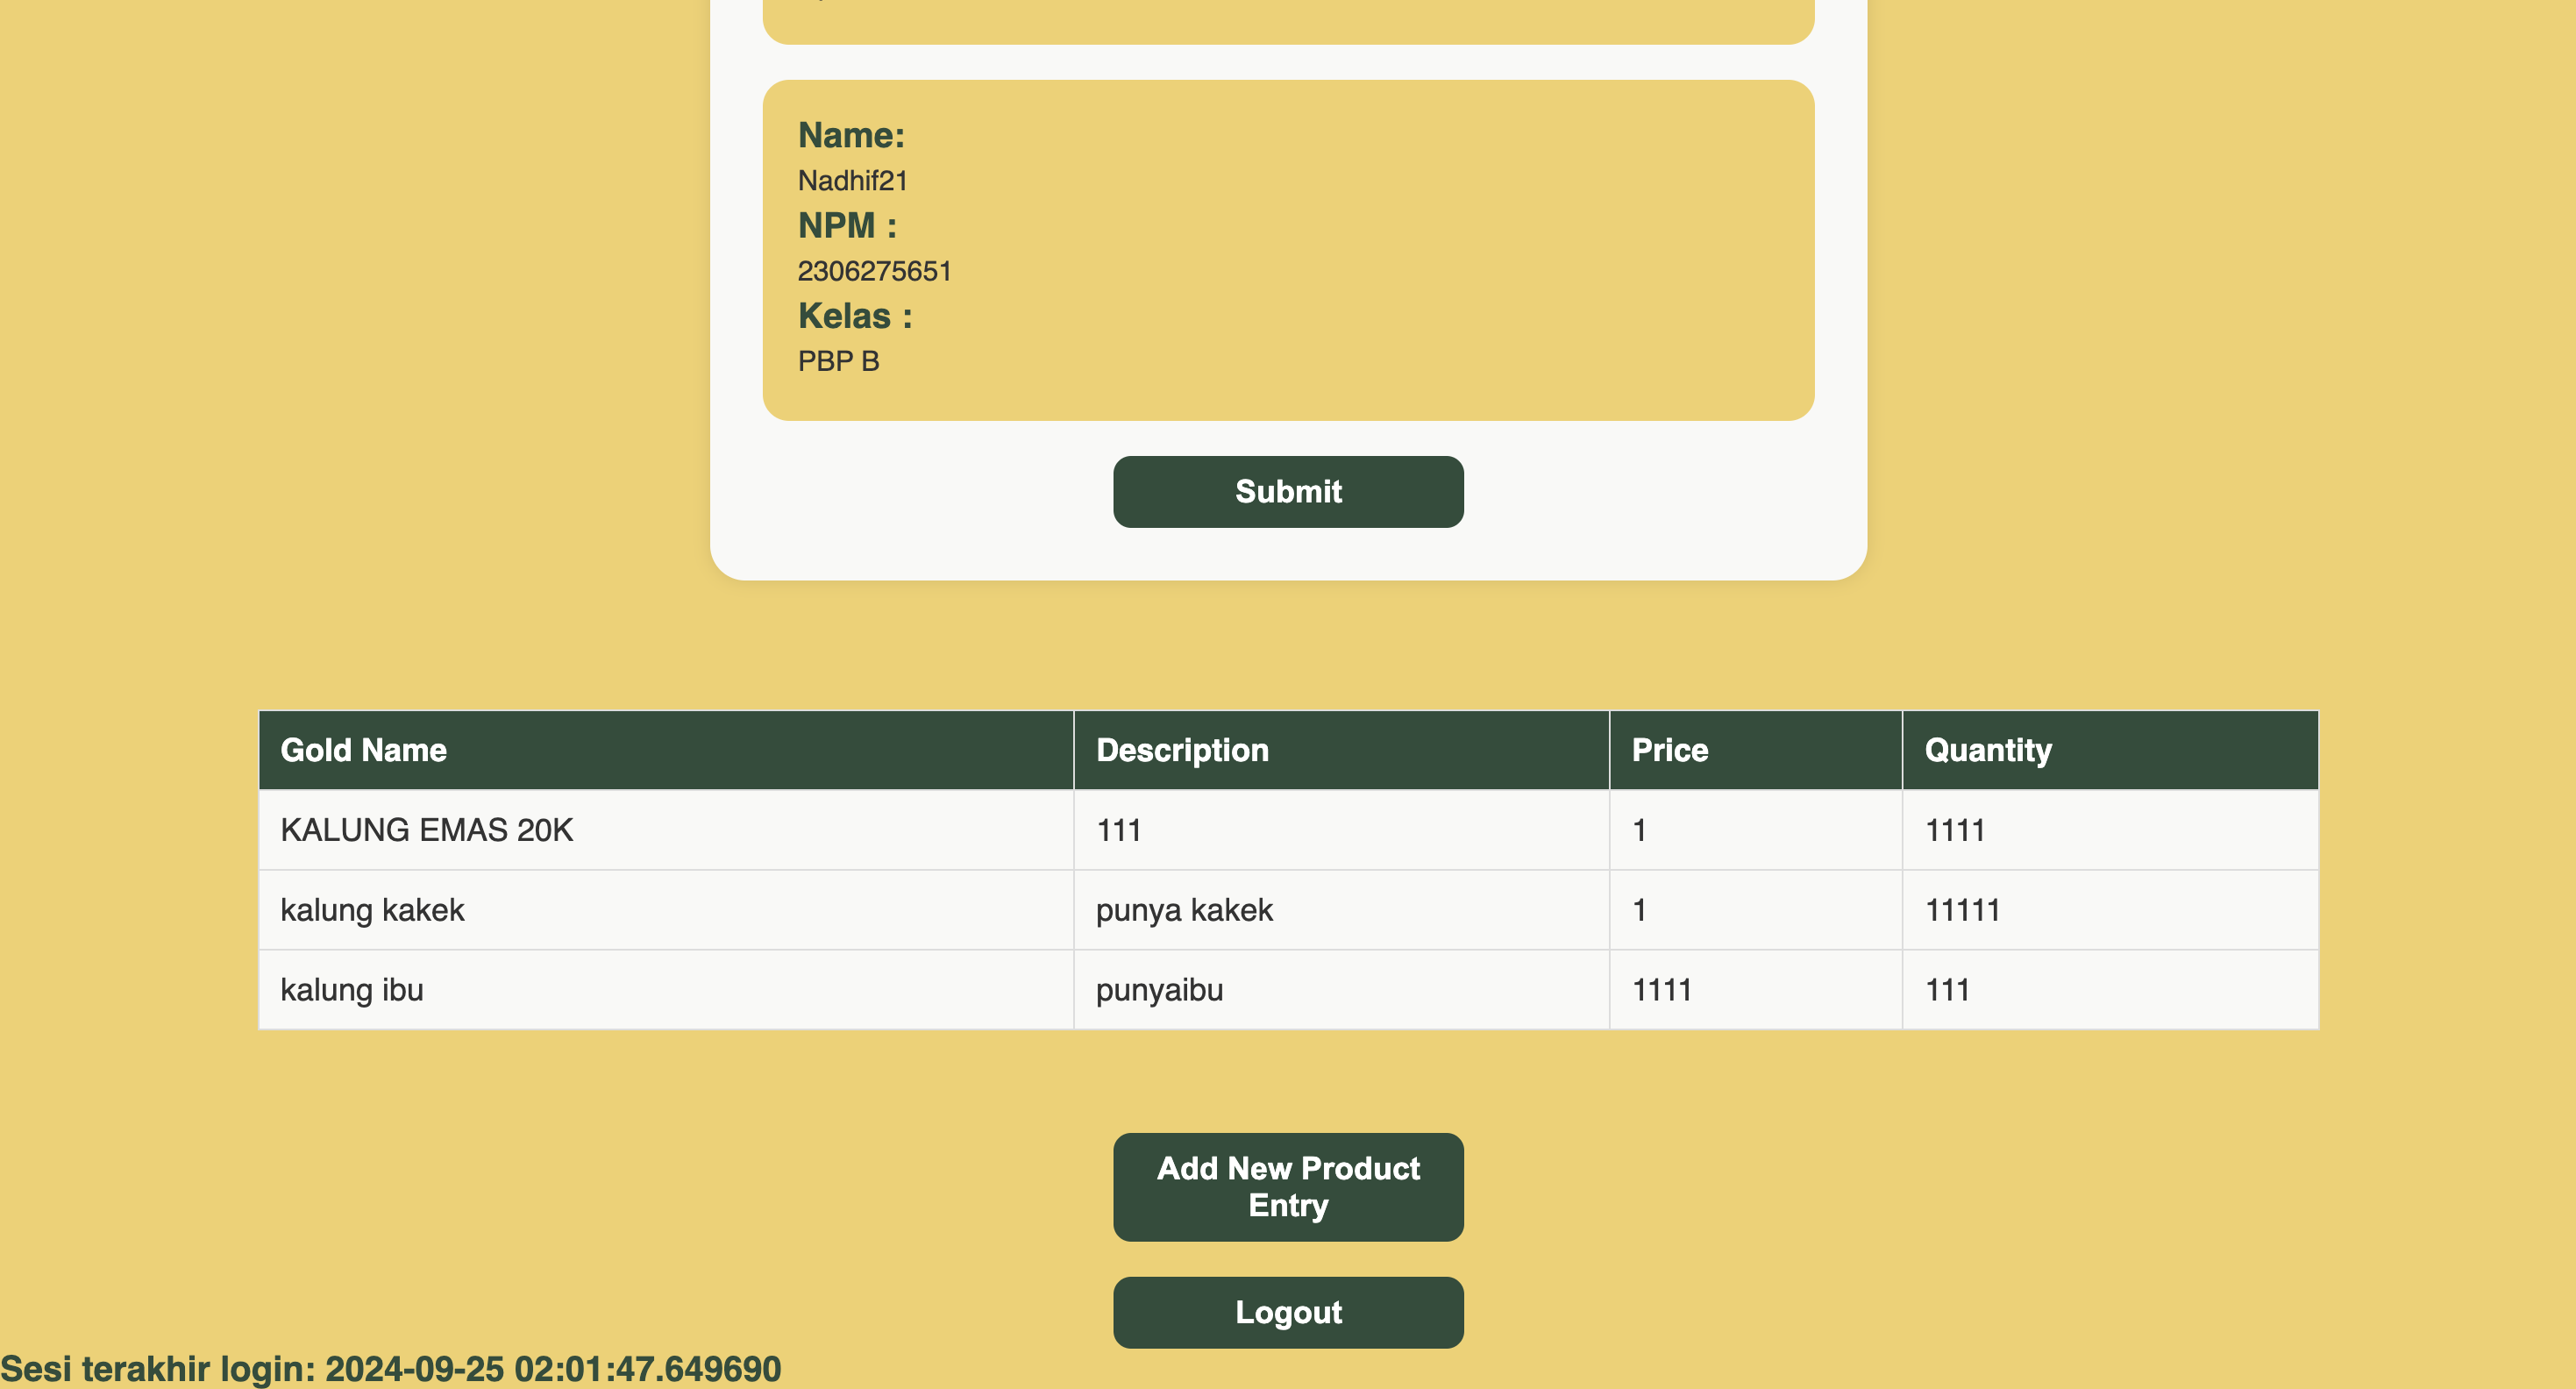 Name:
Nadhif21
NPM :
2306275651
Kelas :
PBP B
Submit
Gold Name Description Price Quantity
KALUNG EMAS 20K 111 1 1111
kalung kakek punya kakek 1 11111
kalung ibu punyaibu 1111 111
Add New Product
Entry
Logout
Sesi terakhir login: 2024-09-25 02:01:47.649690